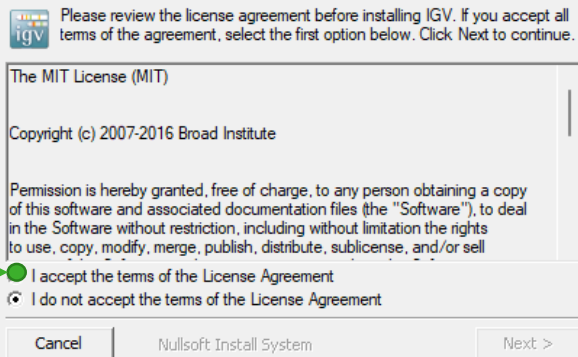 igv
Please review the license agreement before installing IGV. If you accept all
terms of the agreement, select the first option below. Click Next to continue.
The MIT License (MIT)
Copyright (c) 2007-2016 Broad Institute
Permission is hereby granted, free of charge, to any person obtaining a copy
of this software and associated documentation files (the "Software"), to deal
in the Software without restriction, including without limitation the rights
to use, copy, modify, merge, publish, distribute, sublicense, and/or sell
I accept the terms of the License Agreement
I do not accept the terms of the License Agreement
Cancel
Nullsoft Install System
Next >